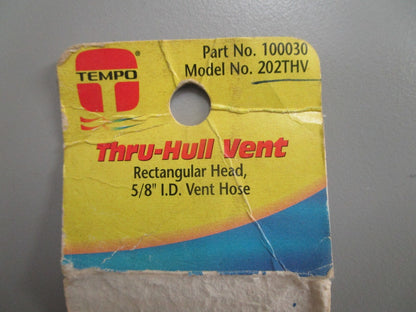 TEMPO
Part No. 100030
Model No. 202THV
Thru-Hull Vent
Rectangular Head,
5/8" I.D. Vent Hose